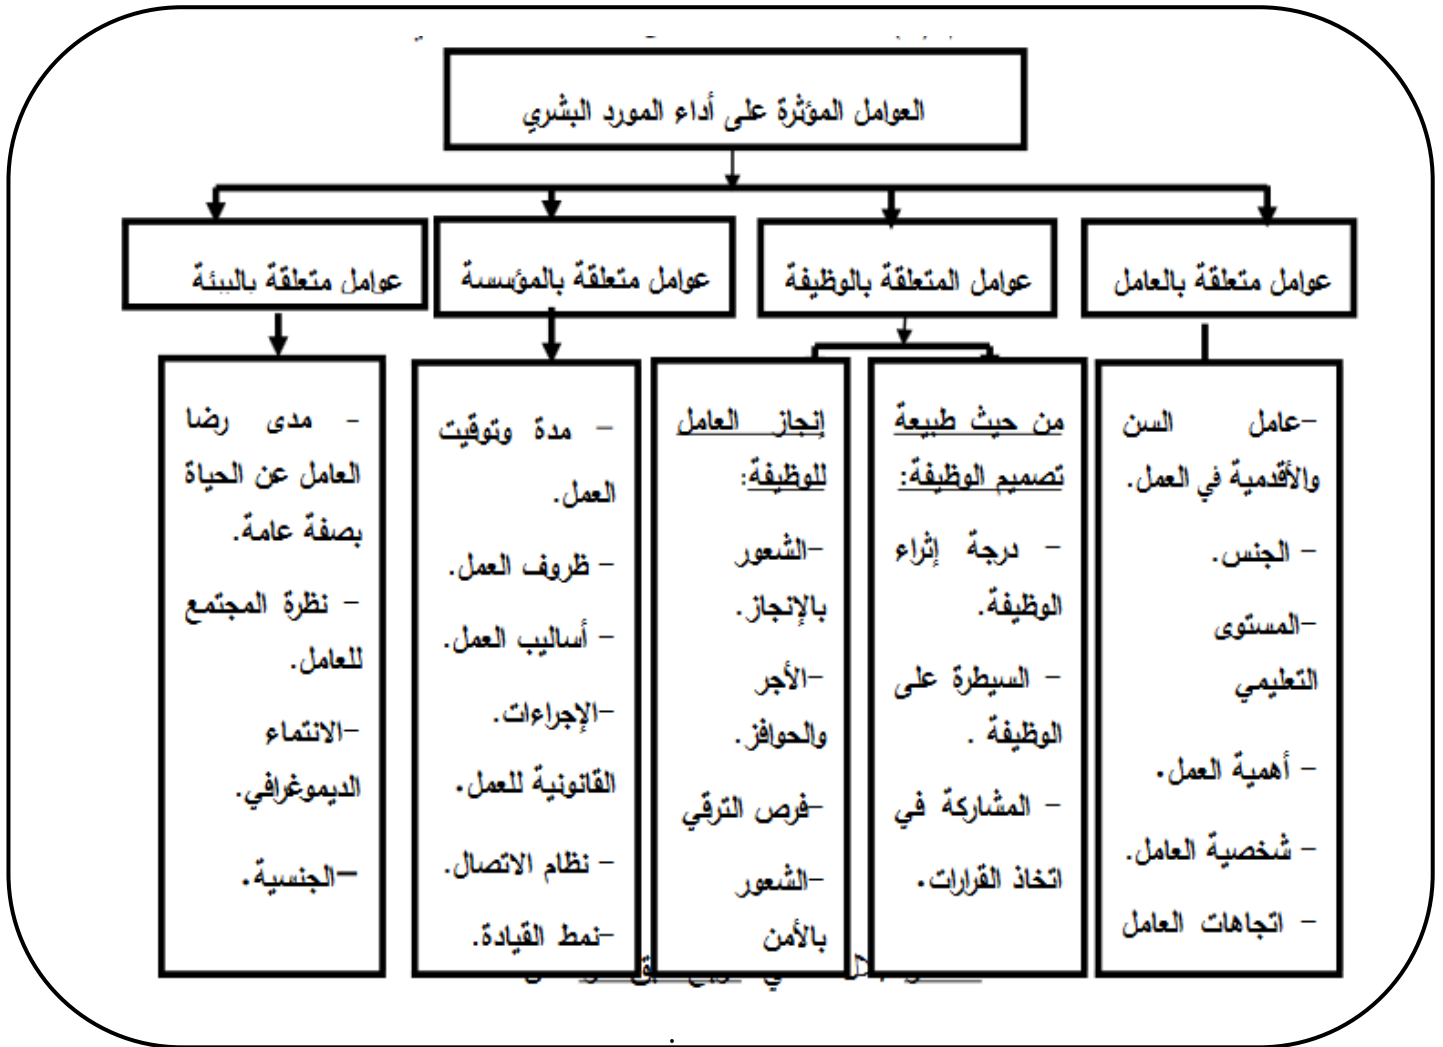 العوامل المؤثرة على أداء المورد البشري
عوامل متعلقة بالعامل
عوامل المتعلقة بالوظيفة
عوامل متعلقة بالمؤسسة
عوامل متعلقة بالبيئة
-عامل السن
والأقدمية في العمل.
- الجنس.
-المستوى
التعليمي
- أهمية العمل.
- شخصية العامل.
- اتجاهات العامل
من حيث طبيعة
تصميم الوظيفة:
- درجة إثراء
الوظيفة.
- السيطرة على
الوظيفة .
- المشاركة في
اتخاذ القرارات.
إنجاز العامل
للوظيفة:
-الشعور
بالإنجاز.
-الأجر
والحوافز.
-فرص الترقي
-الشعور
بالأمن
- مدة وتوقيت
العمل.
- ظروف العمل.
- أساليب العمل.
-الإجراءات.
القانونية للعمل.
- نظام الاتصال.
-نمط القيادة.
- مدى رضا
العامل عن الحياة
بصفة عامة.
- نظرة المجتمع
للعامل.
-الانتماء
الديموغرافي.
-الجنسية.